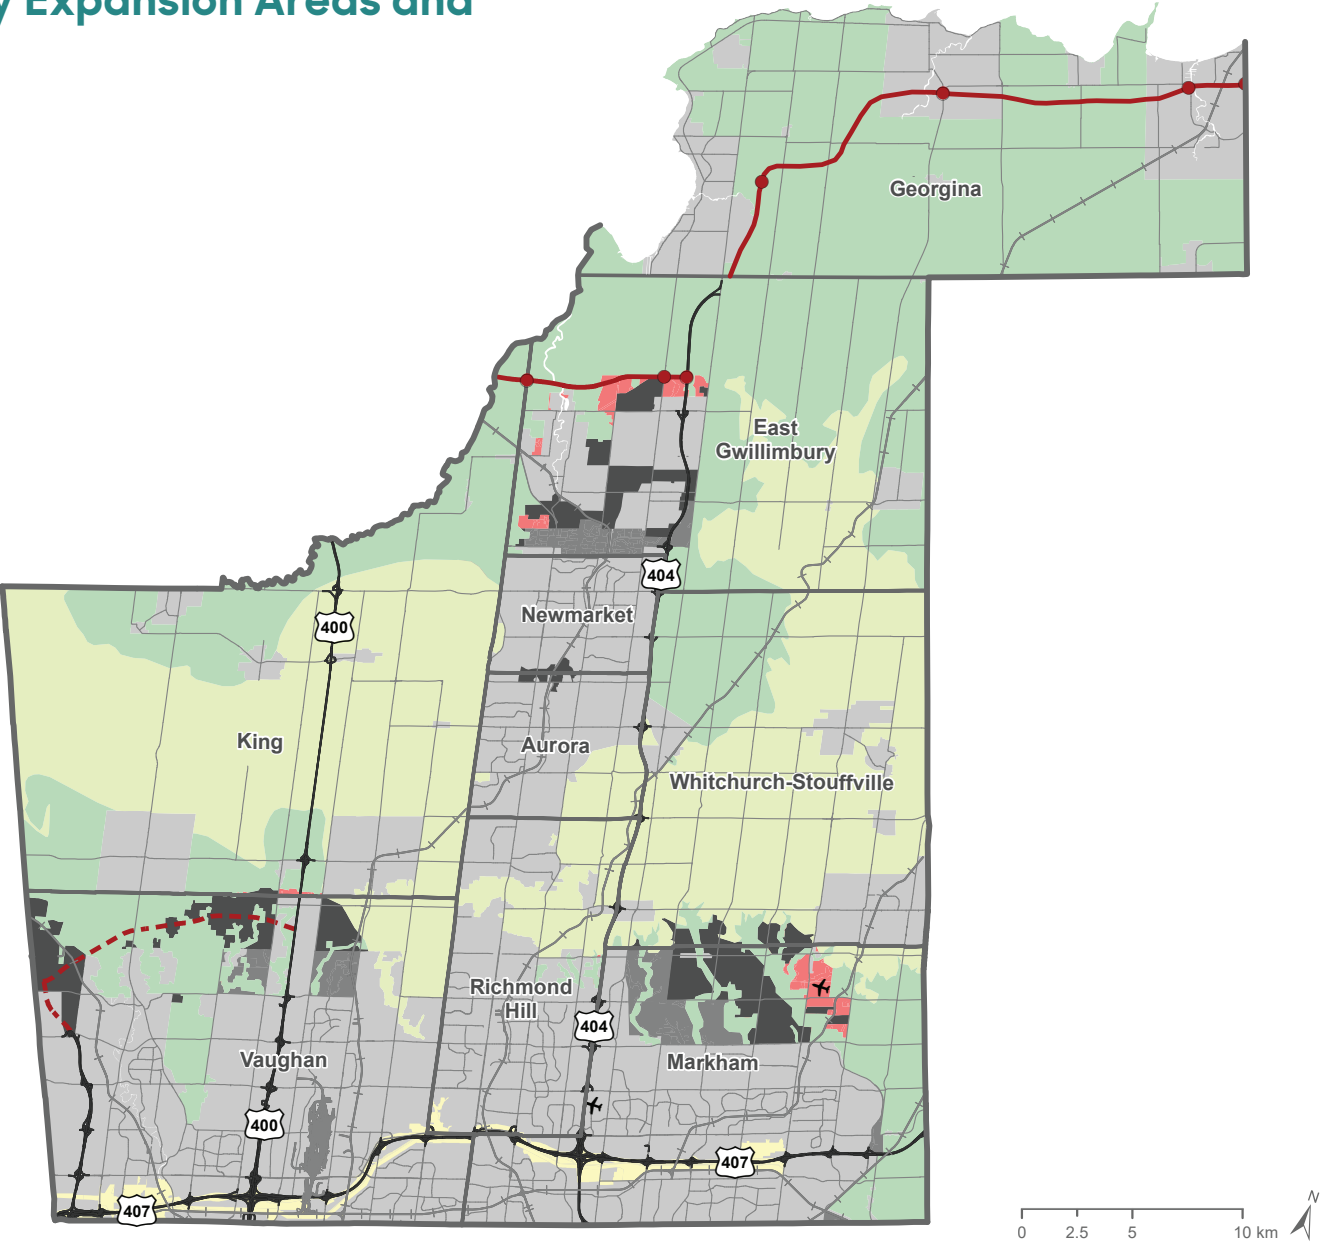 y Expansion Areas and
Georgina
East
Gwillimbury
404
Newmarket
400
King
Aurora
Whitchurch-Stouffville
Richmond
Hill
404
Vaughan
Markham
400
407
407
N
0 2.5 5 10 km